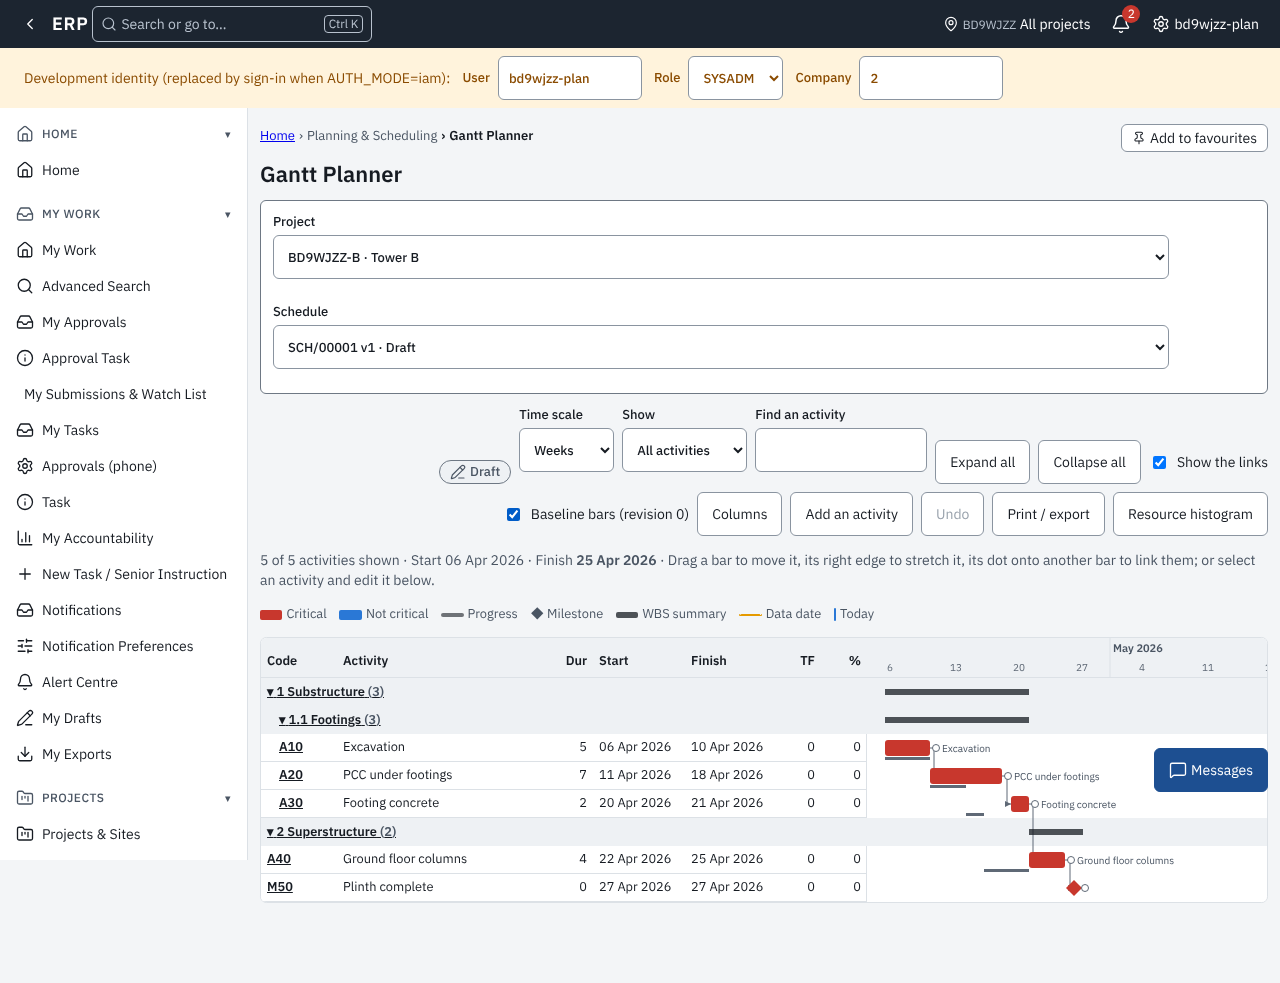 ERP
Search or go to...
Ctrl K
BD9WJZZ All projects
2
bd9wjzz-plan
Development identity (replaced by sign-in when AUTH_MODE=iam): User bd9wjzz-plan Role SYSADM Company 2
HOME
Home
MY WORK
My Work
Advanced Search
My Approvals
Approval Task
My Submissions & Watch List
My Tasks
Approvals (phone)
Task
My Accountability
New Task / Senior Instruction
Notifications
Notification Preferences
Alert Centre
My Drafts
My Exports
PROJECTS
Projects & Sites
Home › Planning & Scheduling › Gantt Planner
Add to favourites
Gantt Planner
Project
BD9WJZZ-B · Tower B
Schedule
SCH/00001 v1 · Draft
Draft
Time scale
Weeks
Show
All activities
Find an activity
Expand all
Collapse all
Show the links
Baseline bars (revision 0)
Columns
Add an activity
Undo
Print / export
Resource histogram
5 of 5 activities shown · Start 06 Apr 2026 · Finish 25 Apr 2026 · Drag a bar to move it, its right edge to stretch it, its dot onto another bar to link them; or select
an activity and edit it below.
Critical Not critical Progress Milestone WBS summary Data date Today
Code Activity Dur Start Finish TF %
May 2026
6 13 20 27 4 11
▾ 1 Substructure (3)
▾ 1.1 Footings (3)
A10 Excavation 5 06 Apr 2026 10 Apr 2026 0 0 Excavation
A20 PCC under footings 7 11 Apr 2026 18 Apr 2026 0 0 PCC under footings
A30 Footing concrete 2 20 Apr 2026 21 Apr 2026 0 0 Footing concrete
▾ 2 Superstructure (2)
A40 Ground floor columns 4 22 Apr 2026 25 Apr 2026 0 0 Ground floor columns
M50 Plinth complete 0 27 Apr 2026 27 Apr 2026 0 0
Messages